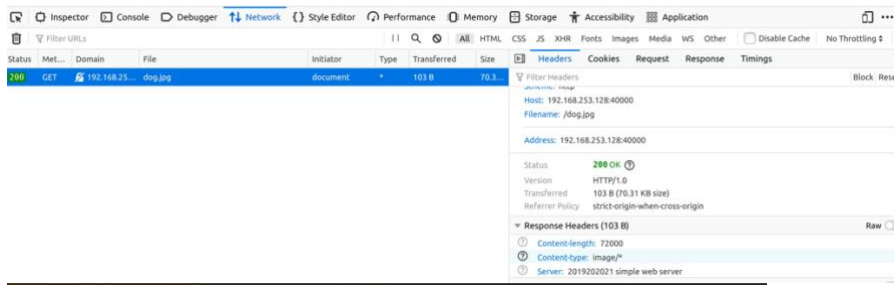 Inspector Console Debugger Network {} Style Editor Performance Memory Storage Accessibility Application
Filter URLs All HTML CSS JS XHR Fonts Images Media WS Other Disable Cache No Throttling
Status Met... Domain File Initiator Type Transferred Size Headers Cookies Request Response Timings
200 GET 192.168.25... dog.jpg document * 103 B 70.3...
Filter Headers Block Rese
Scheme: http
Host: 192.168.253.128:40000
Filename: /dog.jpg
Address: 192.168.253.128:40000
Status 200 OK
Version HTTP/1.0
Transferred 103 B (70.31 KB size)
Referrer Policy strict-origin-when-cross-origin
Response Headers (103 B) Raw
Content-length: 72000
Content-type: image/*
Server: 2019202021 simple web server